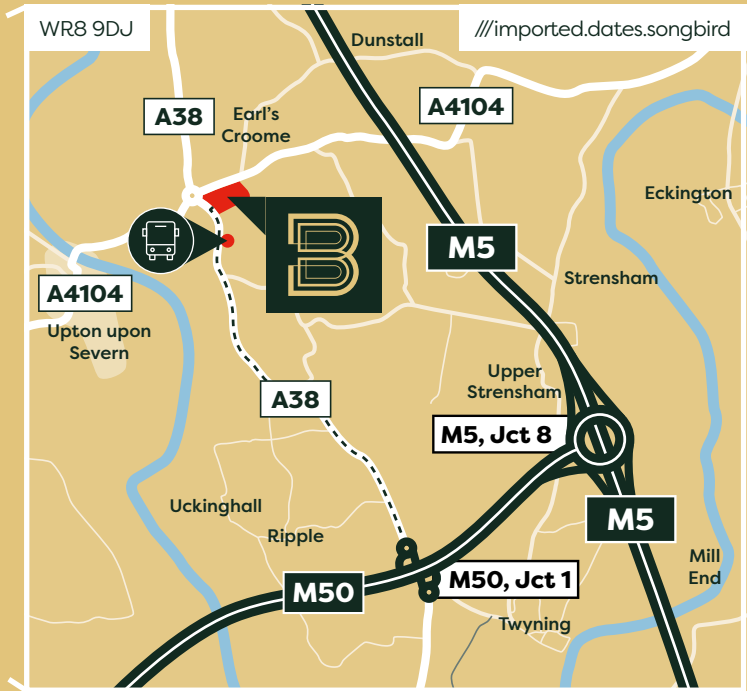 WR8 9DJ
///imported.dates.songbird
Dunstall
A38
Earl's
Croome
A4104
Eckington
M5
B
A4104
Strensham
Upton upon
Severn
Upper
Strensham
A38
M5, Jct 8
Uckinghall
M5
Ripple
Mill
End
M50
M50, Jct 1
Twyning